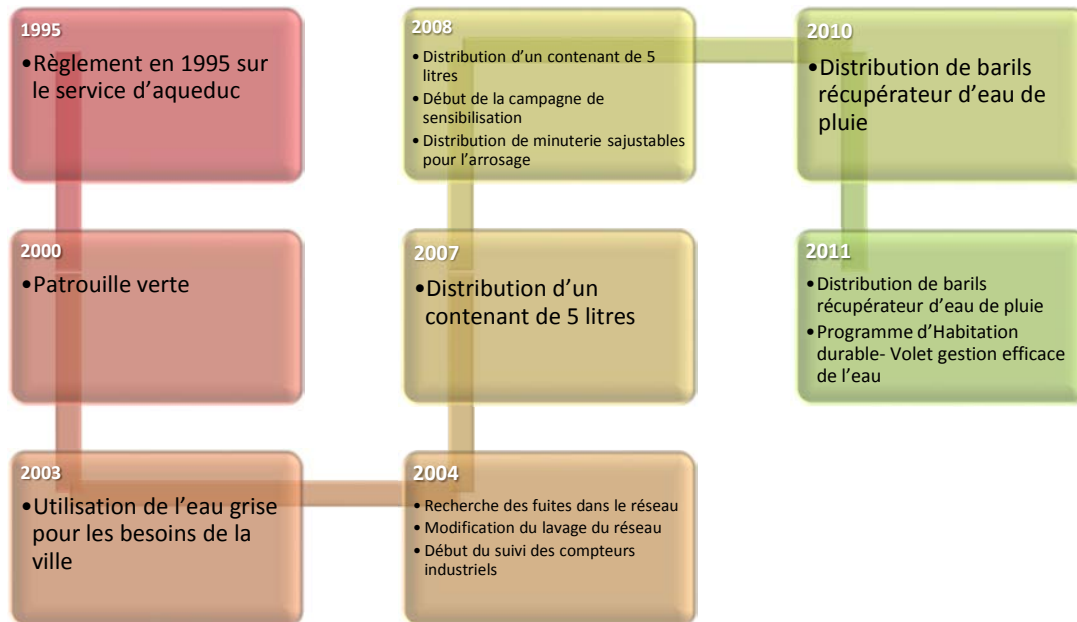 1995
•Règlement en 1995 sur
le service d'aqueduc
2000
•Patrouille verte
2003
•Utilisation de l'eau grise
pour les besoins de la
ville
2004
•Recherche des fuites dans le réseau
•Modification du lavage du réseau
•Début du suivi des compteurs
industriels
2007
•Distribution d'un
contenant de 5 litres
2008
•Distribution d'un contenant de 5
litres
•Début de la campagne de
sensibilisation
•Distribution de minuterie sajustables
pour l'arrosage
2010
•Distribution de barils
récupérateur d'eau de
pluie
2011
•Distribution de barils
récupérateur d'eau de pluie
•Programme d'Habitation
durable- Volet gestion efficace
de l'eau